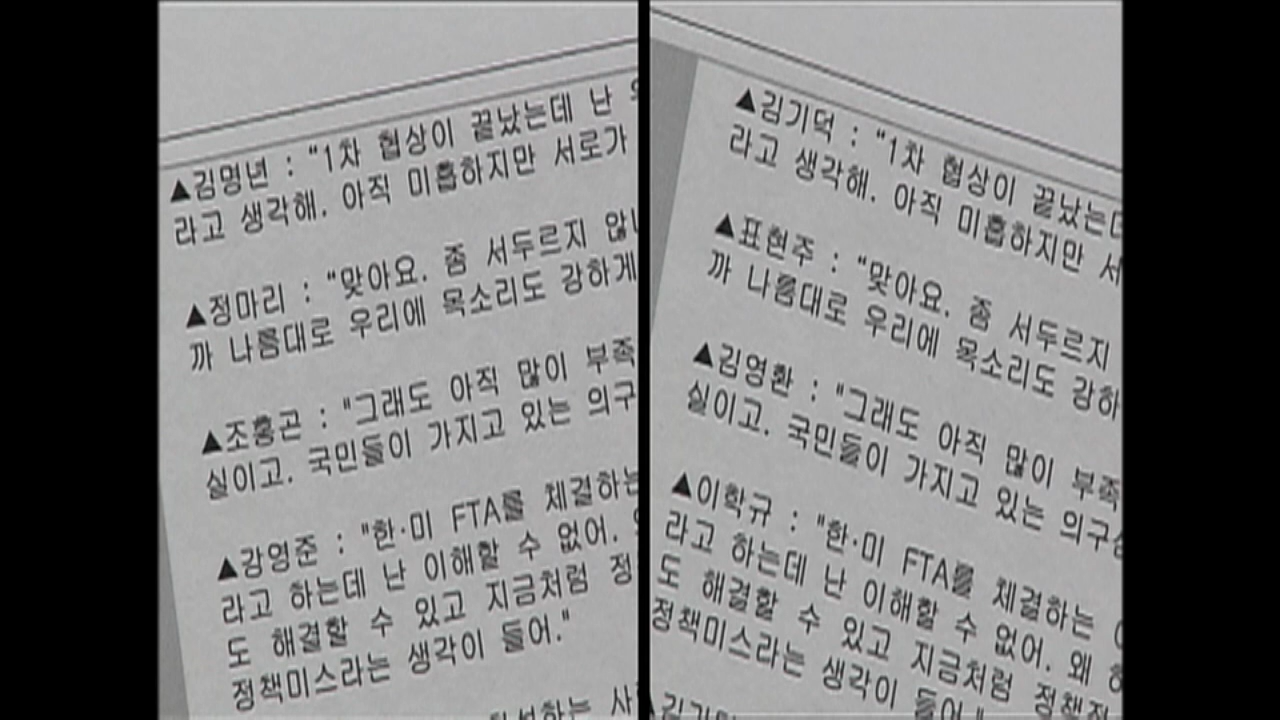 ▲김명년 : "1차 협상이 끝났는데 난
라고 생각해. 아직 미흡하지만 서로가
▲정마리 : "맞아요. 좀 서두르지 않
까 나름대로 우리에 목소리도 강하게
▲조홍곤 : "그래도 아직 많이 부족
실이고. 국민들이 가지고 있는 의구
▲강영준 : "한·미 FTA를 체결하는
라고 하는데 난 이해할 수 없어.
도 해결할 수 있고 지금처럼 정
정책미스라는 생각이 들어."
하는
▲김기덕 : "1차 협상이 끝났는데
라고 생각해. 아직 미흡하지만 서
▲표현주 : "맞아요. 좀 서두르지
까 나름대로 우리에 목소리도 강하
▲김영환 : "그래도 아직 많이 부족
실이고. 국민들이 가지고 있는 의구심
▲이학규 : "한·미 FTA를 체결하는
라고 하는데 난 이해할 수 없어. 왜
도 해결할 수 있고 지금처럼 정책적
정책미스라는 생각이 들어."
▲김기덕